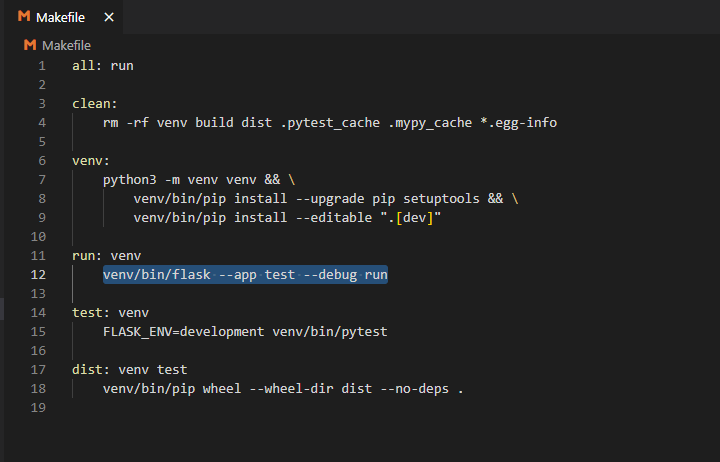 Makefile
Makefile
1 all: run
2
3 clean:
4 rm -rf venv build dist .pytest_cache .mypy_cache *.egg-info
5
6 venv:
7 python3 -m venv venv && \
8 venv/bin/pip install --upgrade pip setuptools && \
9 venv/bin/pip install --editable ".[dev]"
10
11 run: venv
12 venv/bin/flask --app test --debug run
13
14 test: venv
15 FLASK_ENV=development venv/bin/pytest
16
17 dist: venv test
18 venv/bin/pip wheel --wheel-dir dist --no-deps .
19